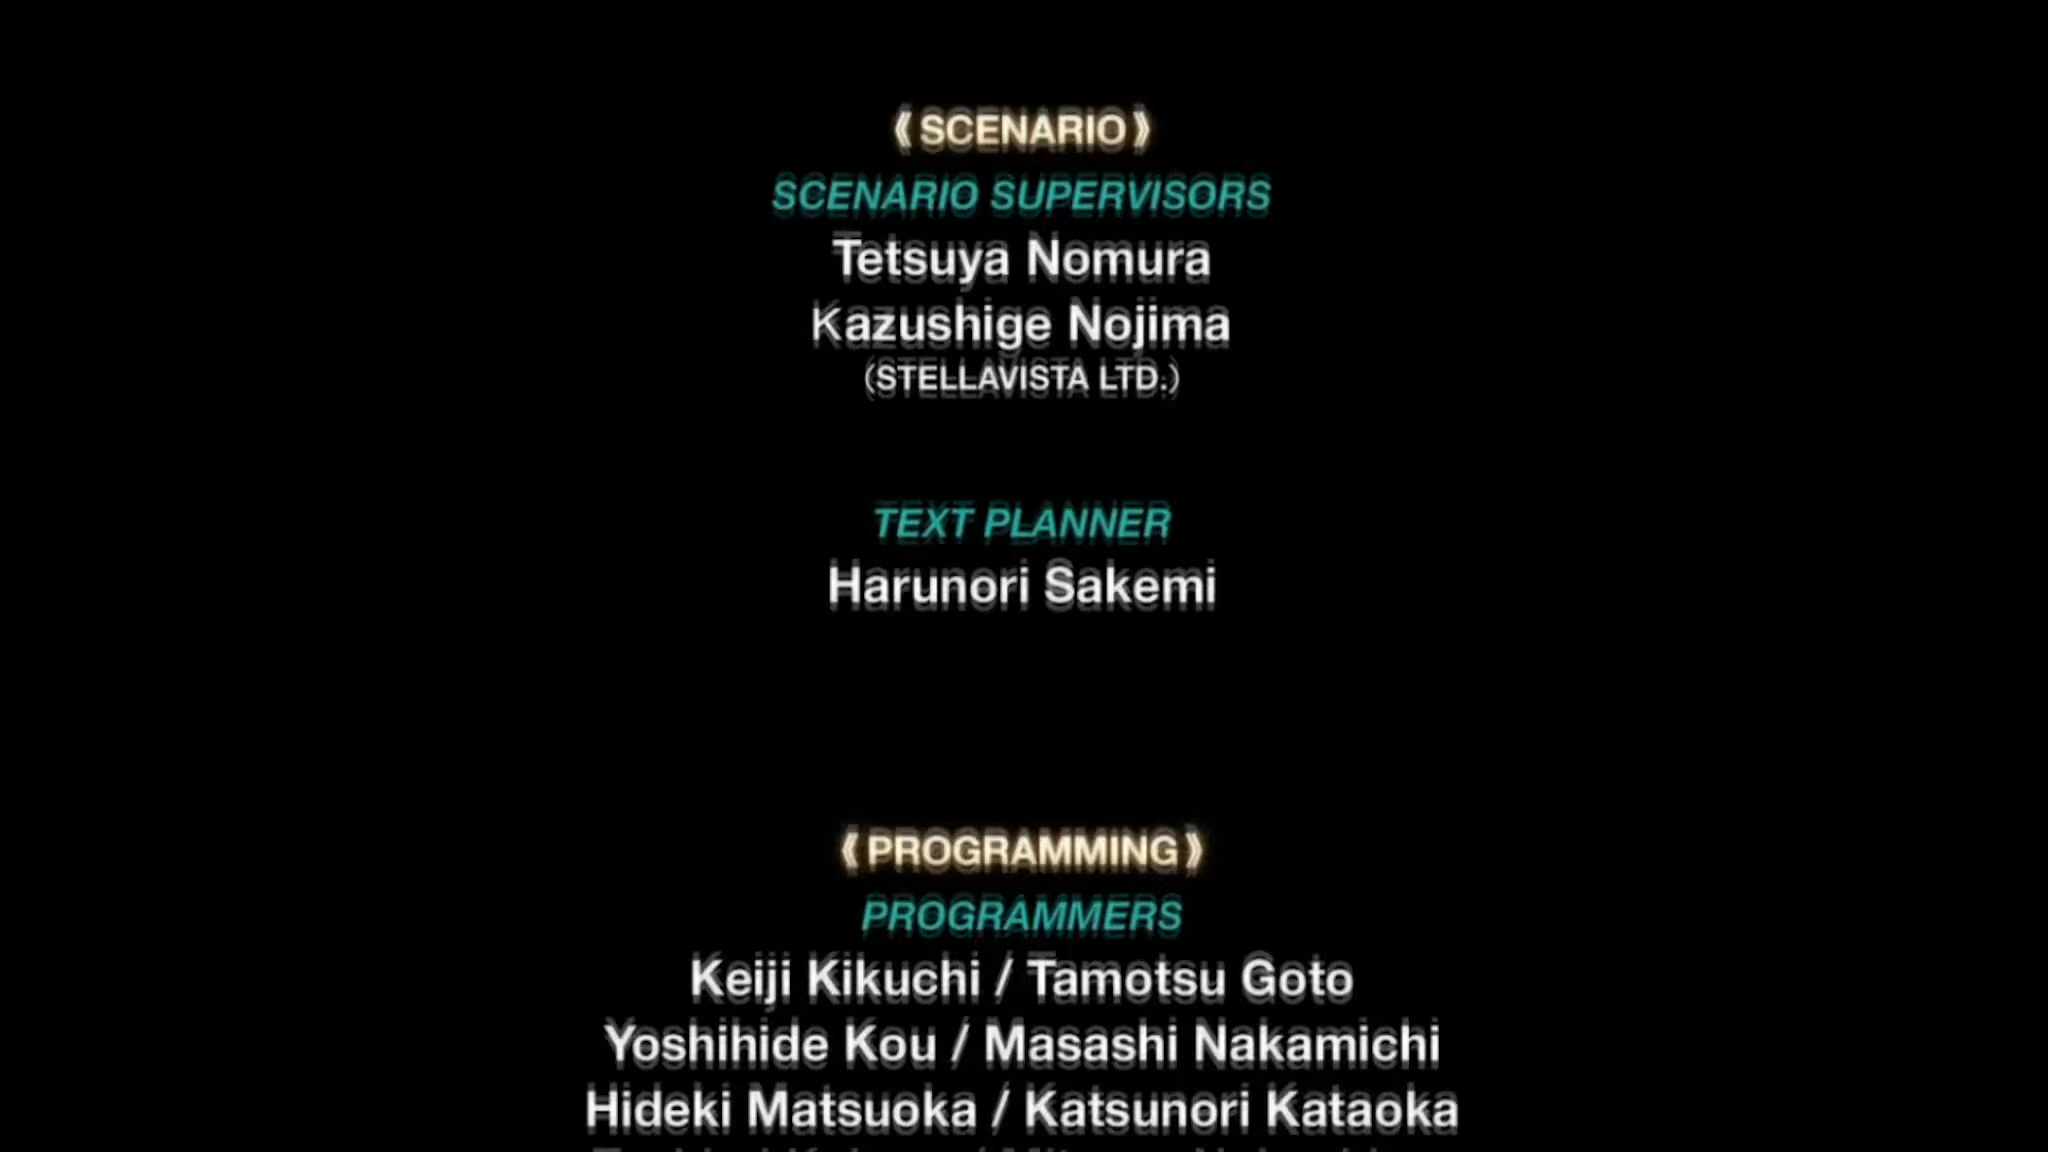 《SCENARIO》
SCENARIO SUPERVISORS
Tetsuya Nomura
Kazushige Nojima
(STELLAVISTA LTD.)
TEXT PLANNER
Harunori Sakemi
《PROGRAMMING》
PROGRAMMERS
Keiji Kikuchi / Tamotsu Goto
Yoshihide Kou / Masashi Nakamichi
Hideki Matsuoka / Katsunori Kataoka